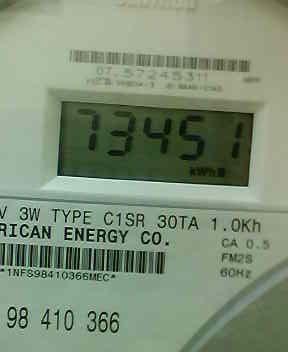 07.57245311
73451
kWh
V 3W TYPE C1SR 30TA 1.0Kh
RICAN ENERGY CO. CA 0.5
FM2S
*1NFS98410366MEC* 60Hz
98 410 366